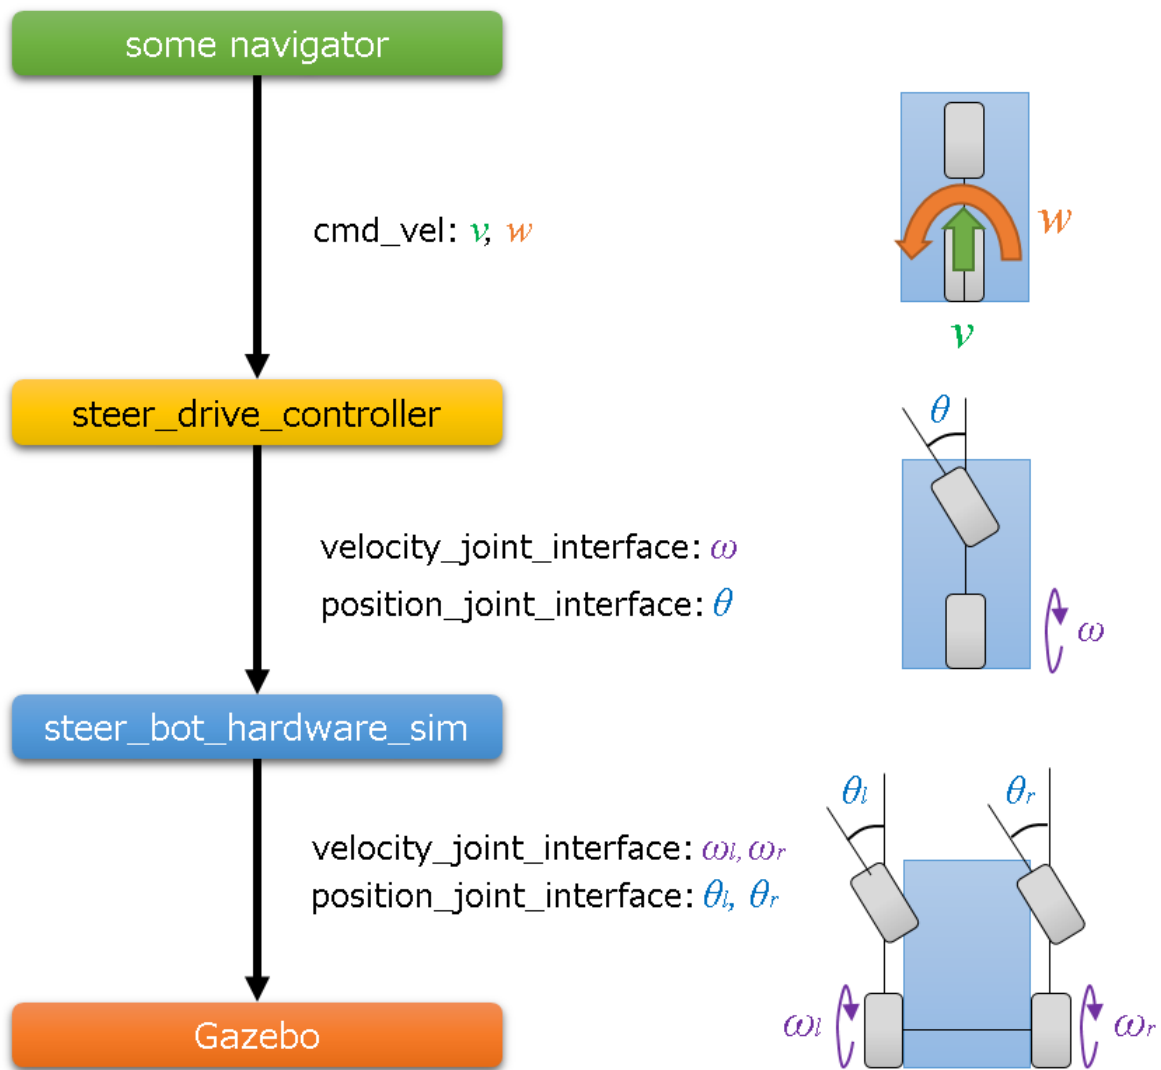 some navigator
cmd_vel: v, w
w
v
steer_drive_controller
θ
velocity_joint_interface: ω
position_joint_interface: θ
ω
steer_bot_hardware_sim
θl
θr
velocity_joint_interface: ωl, ωr
position_joint_interface: θl, θr
ωl
ωr
Gazebo